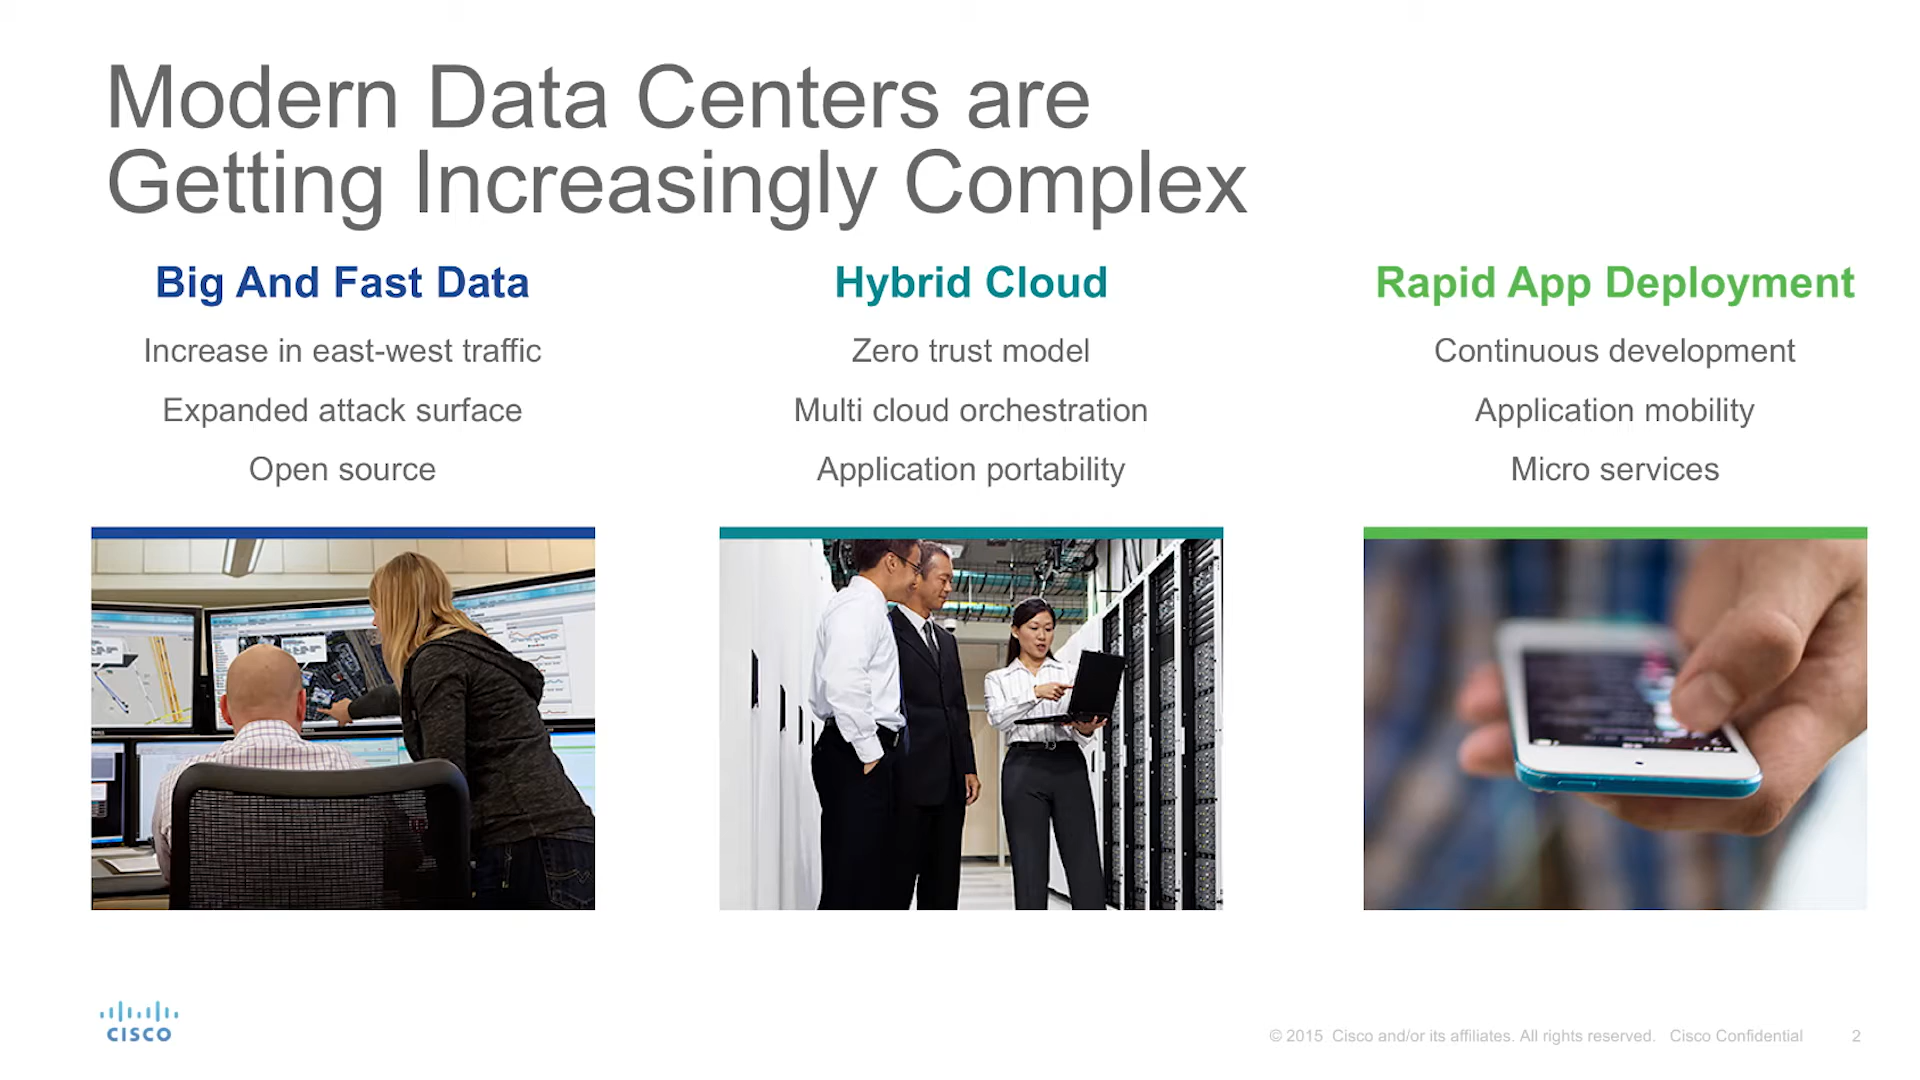 Modern Data Centers are
Getting Increasingly Complex
Big And Fast Data
Increase in east-west traffic
Expanded attack surface
Open source
Hybrid Cloud
Zero trust model
Multi cloud orchestration
Application portability
Rapid App Deployment
Continuous development
Application mobility
Micro services
CISCO
© 2015 Cisco and/or its affiliates. All rights reserved. Cisco Confidential 2